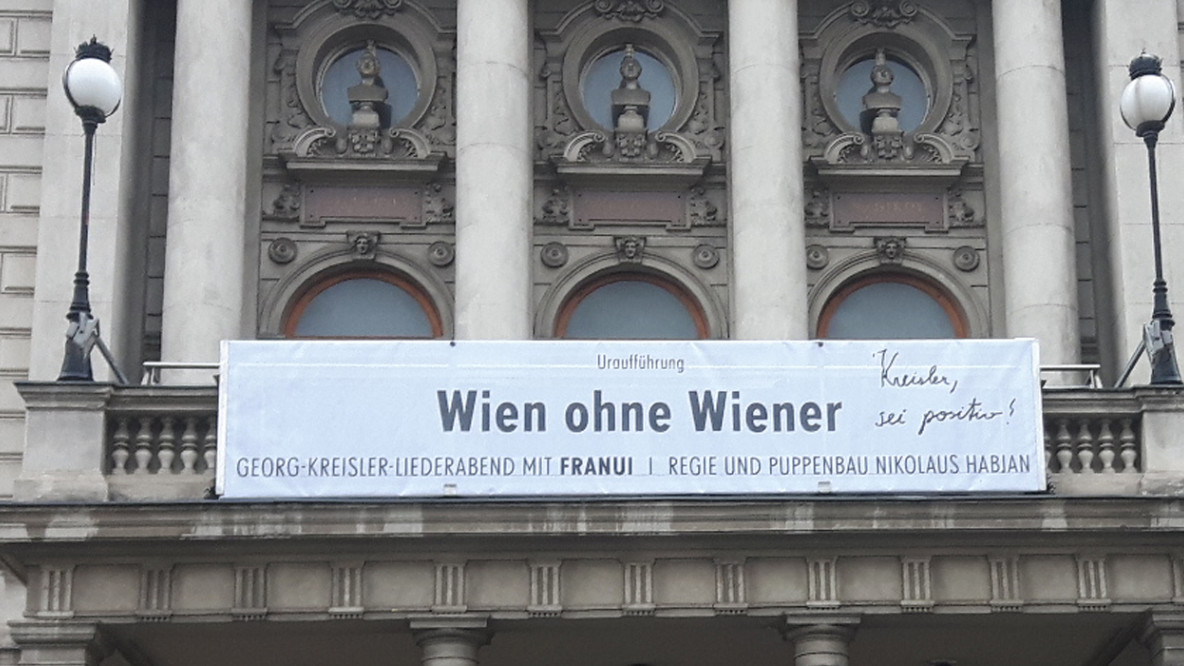 Uraufführung
Wien ohne Wiener
Kreisler,
sei positiv!
GEORG-KREISLER-LIEDERABEND MIT FRANUI | REGIE UND PUPPENBAU NIKOLAUS HABJAN